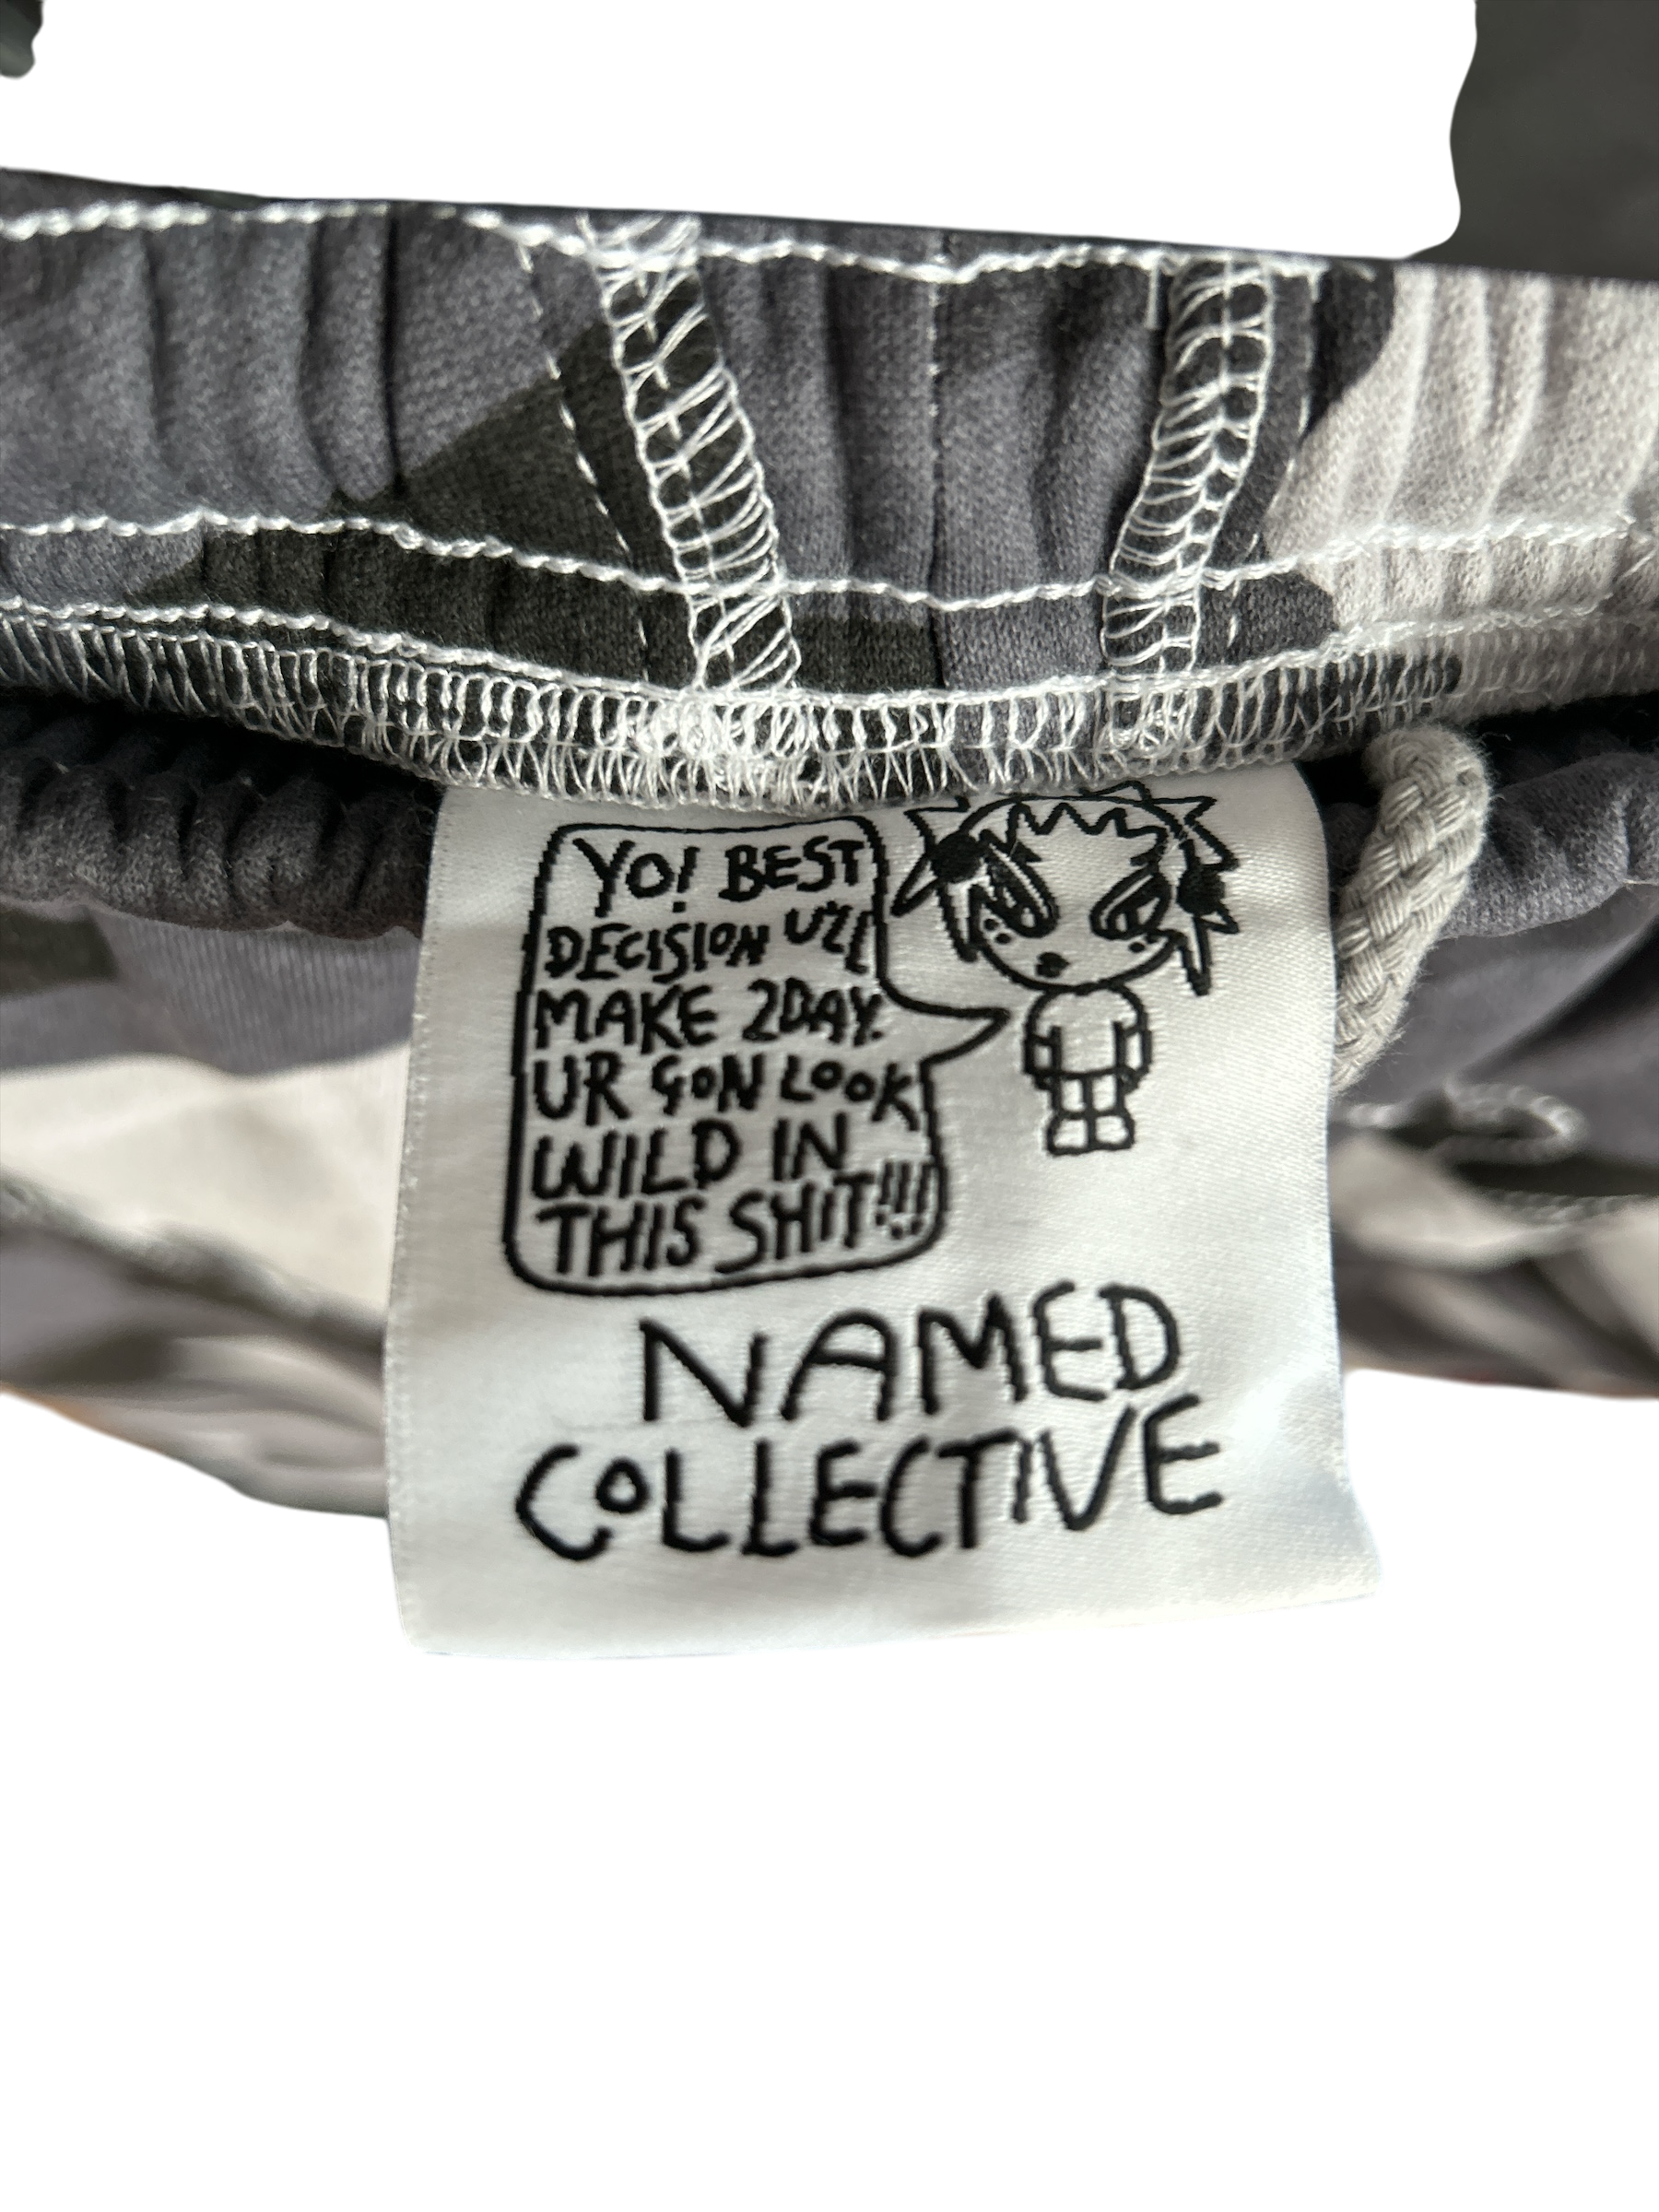 YO! BEST
DECISION U'LL
MAKE 2DAY.
UR GON LOOK
WILD IN
THIS SHIT!!!
NAMED
COLLECTIVE